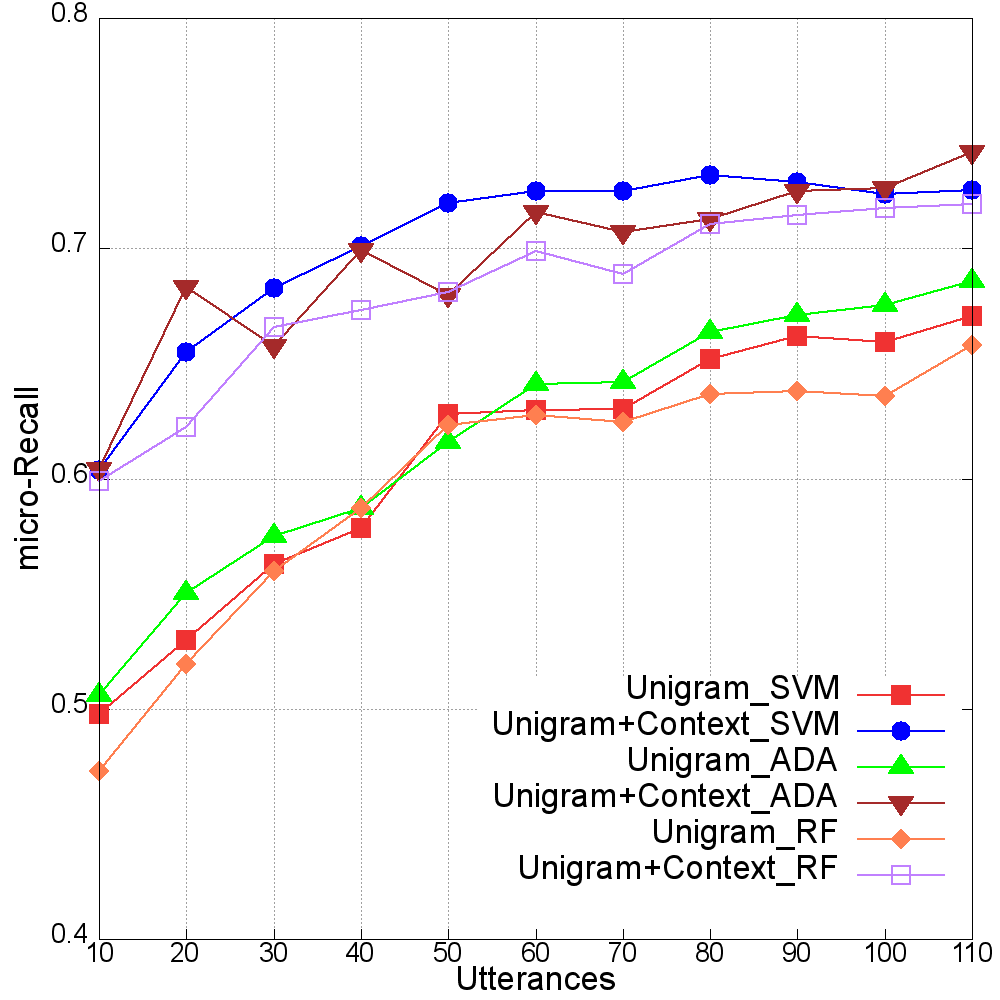 0.8
0.7
0.6
0.5
0.4
micro-Recall
Unigram_SVM
Unigram+Context_SVM
Unigram_ADA
Unigram+Context_ADA
Unigram_RF
Unigram+Context_RF
10 20 30 40 50 60 70 80 90 100 110
Utterances